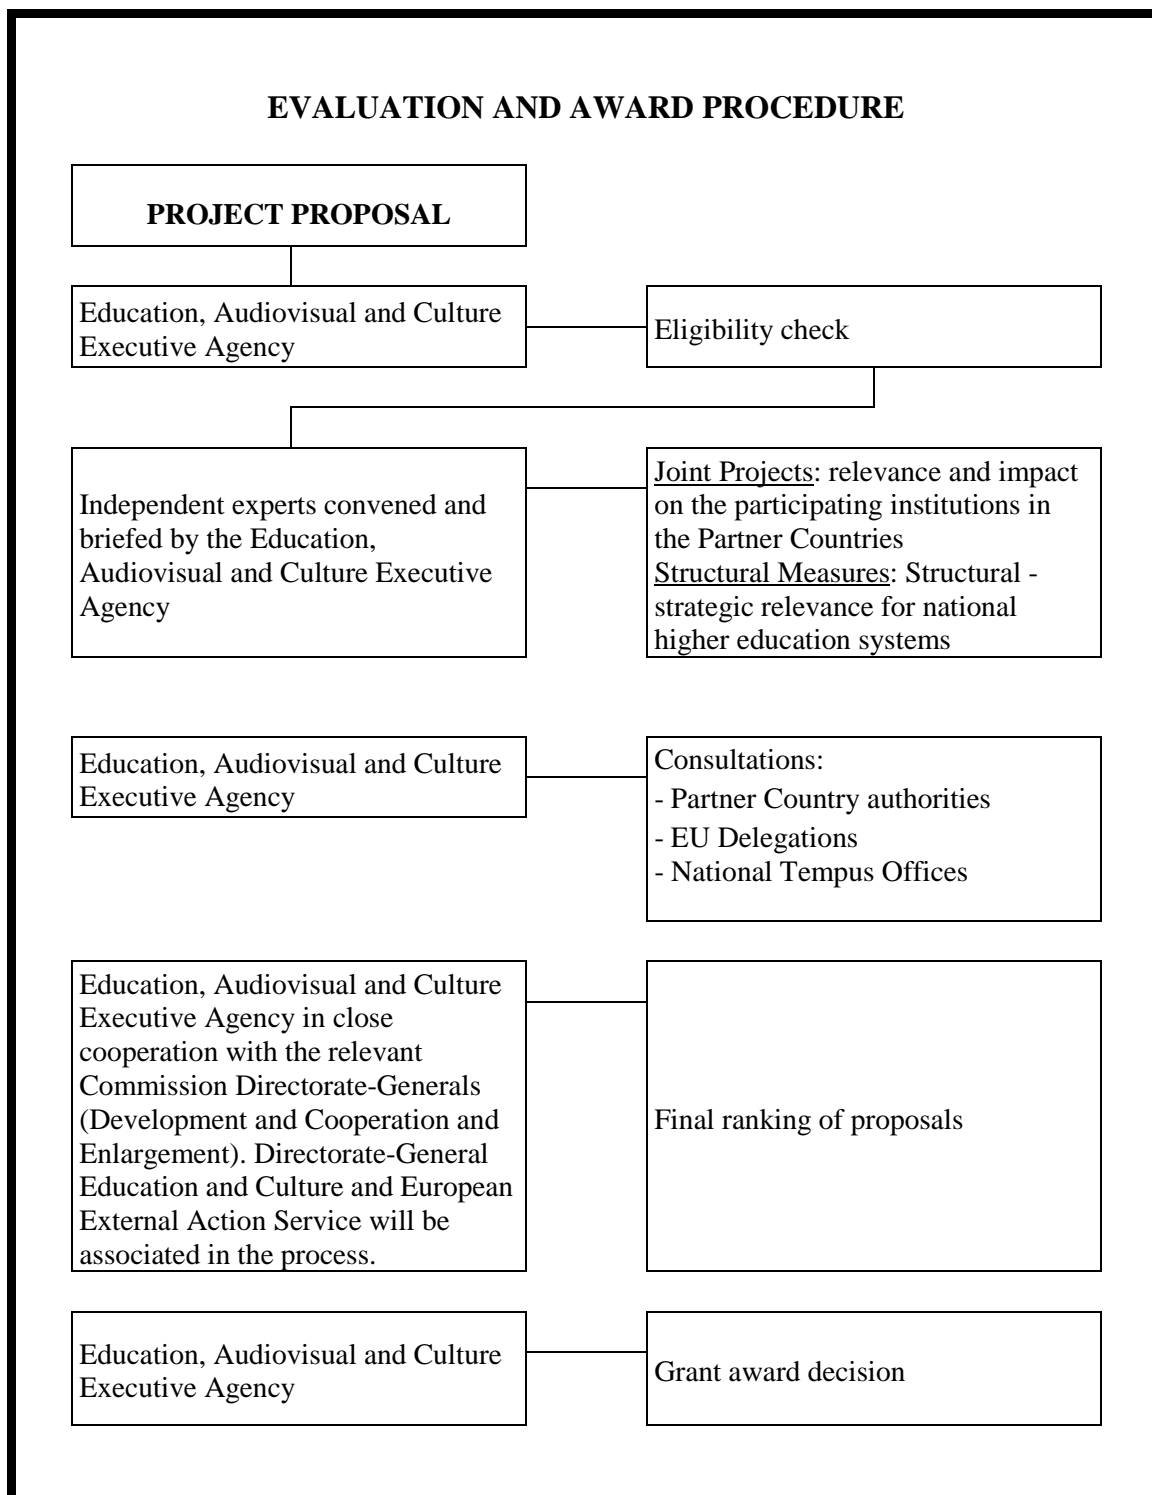 EVALUATION AND AWARD PROCEDURE
PROJECT PROPOSAL
Education, Audiovisual and Culture
Executive Agency
Eligibility check
Independent experts convened and
briefed by the Education,
Audiovisual and Culture Executive
Agency
Joint Projects: relevance and impact
on the participating institutions in
the Partner Countries
Structural Measures: Structural -
strategic relevance for national
higher education systems
Education, Audiovisual and Culture
Executive Agency
Consultations:
- Partner Country authorities
- EU Delegations
- National Tempus Offices
Education, Audiovisual and Culture
Executive Agency in close
cooperation with the relevant
Commission Directorate-Generals
(Development and Cooperation and
Enlargement). Directorate-General
Education and Culture and European
External Action Service will be
associated in the process.
Final ranking of proposals
Education, Audiovisual and Culture
Executive Agency
Grant award decision